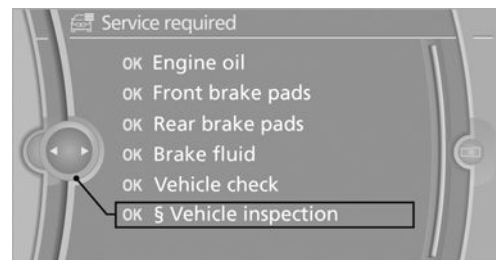 Service required
OK Engine oil
OK Front brake pads
OK Rear brake pads
OK Brake fluid
OK Vehicle check
OK § Vehicle inspection